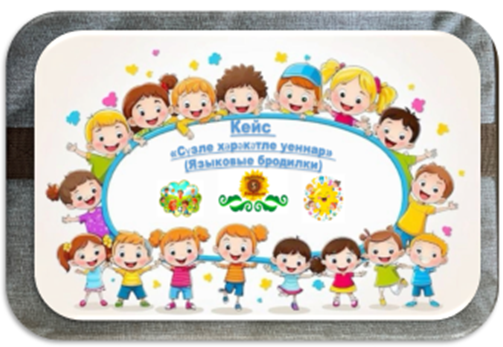 Кейс
«Сүзле хәрәкәтле уеннар»
(Языковые бродилки)